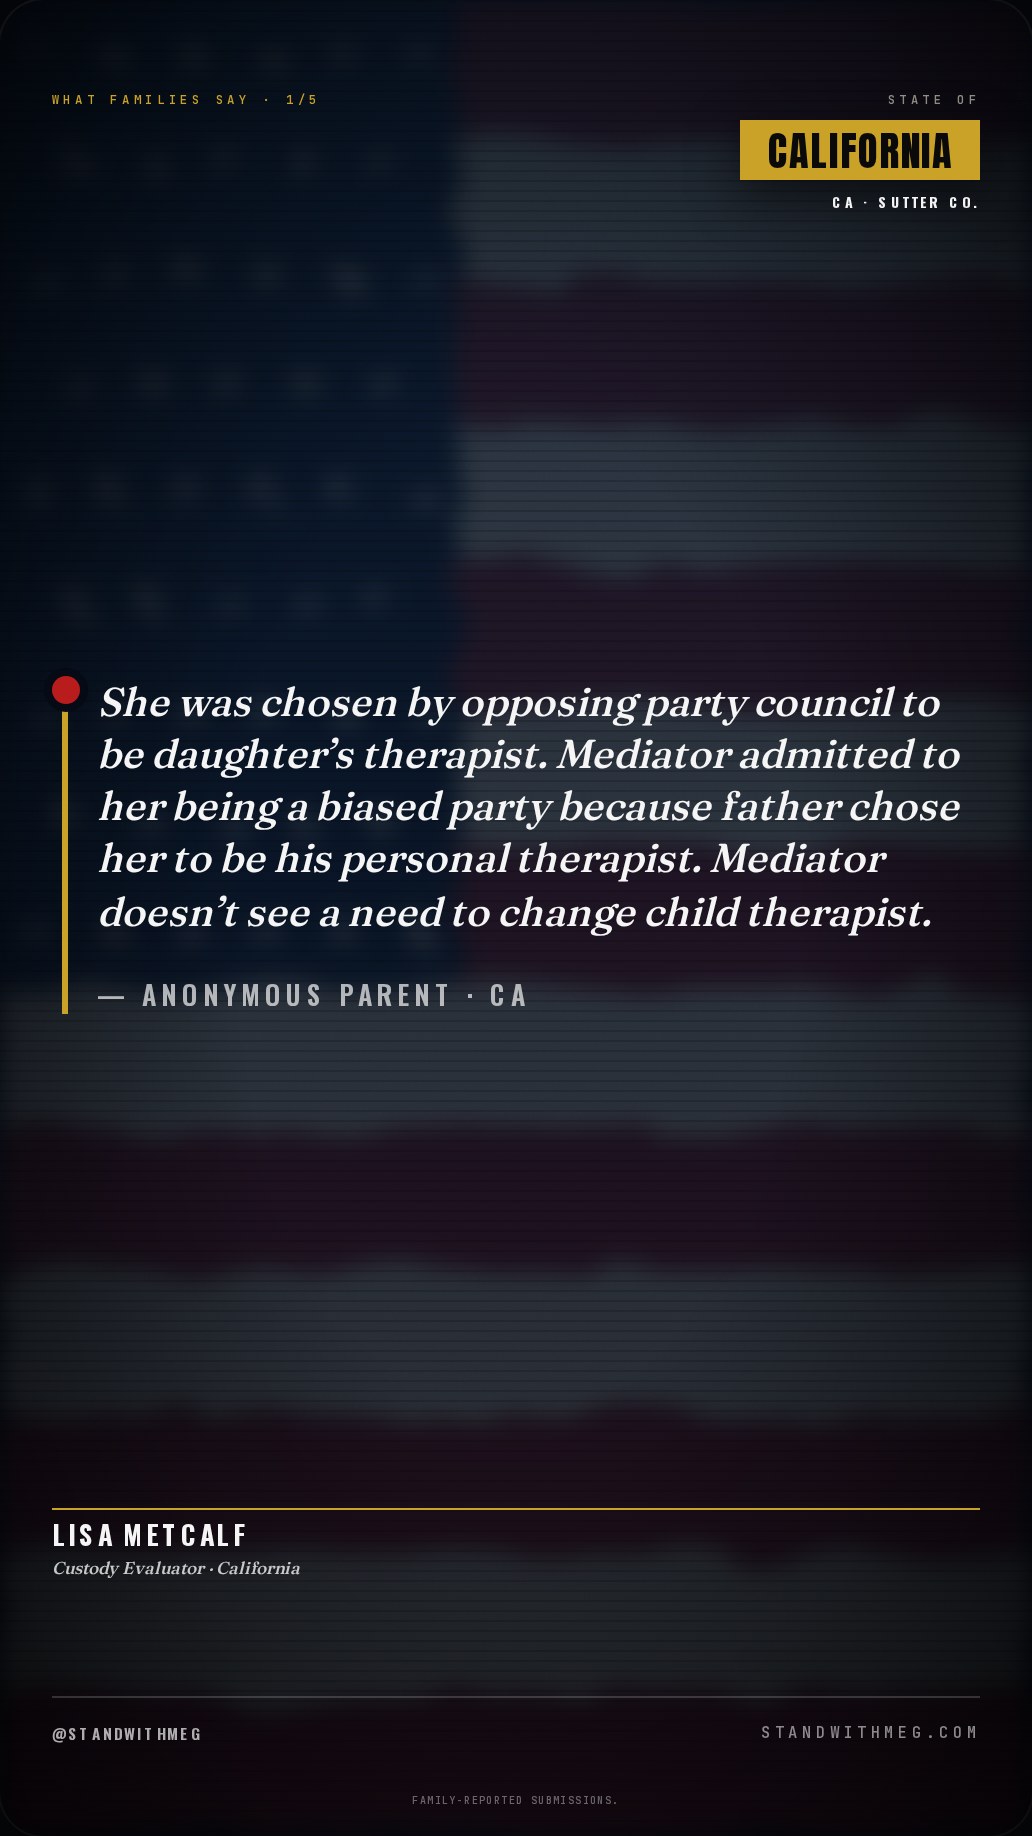 WHAT FAMILIES SAY · 1/5
STATE OF
CALIFORNIA
CA · SUTTER CO.
She was chosen by opposing party council to
be daughter’s therapist. Mediator admitted to
her being a biased party because father chose
her to be his personal therapist. Mediator
doesn’t see a need to change child therapist.
— ANONYMOUS PARENT · CA
LISA METCALF
Custody Evaluator · California
@STANDWITHMEG
STANDWITHMEG.COM
FAMILY-REPORTED SUBMISSIONS.